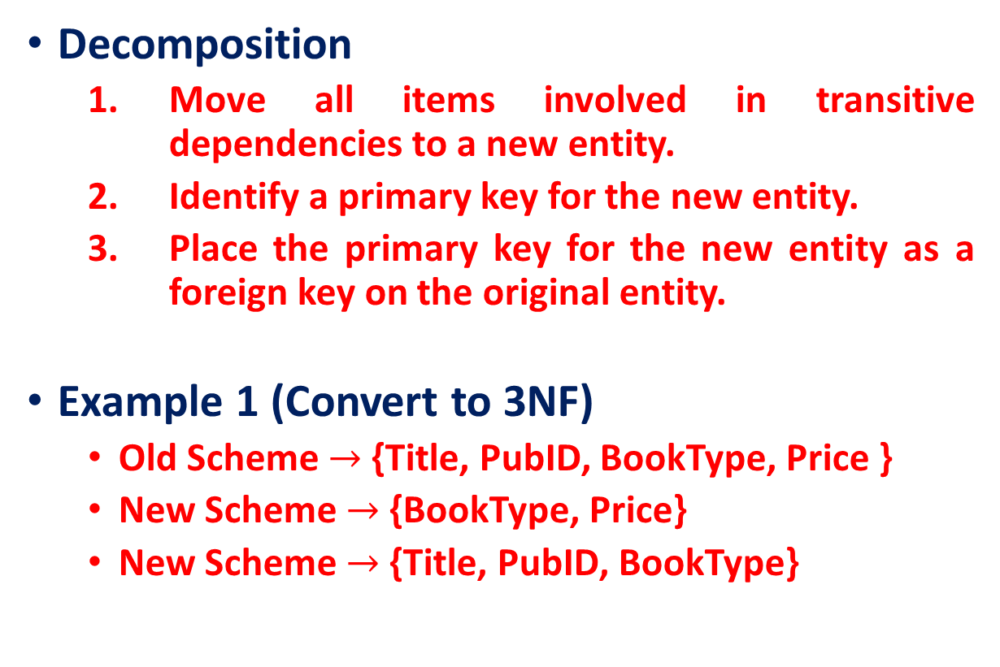 • Decomposition
1. Move all items involved in transitive
dependencies to a new entity.
2. Identify a primary key for the new entity.
3. Place the primary key for the new entity as a
foreign key on the original entity.
• Example 1 (Convert to 3NF)
• Old Scheme → {Title, PubID, BookType, Price }
• New Scheme → {BookType, Price}
• New Scheme → {Title, PubID, BookType}